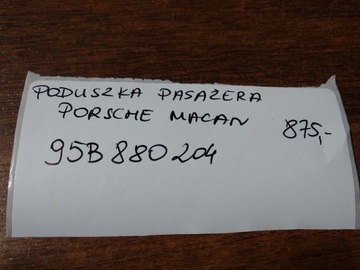 PODUSZKA PASAŻERA
PORSCHE MACAN 875,-
95B 880 204